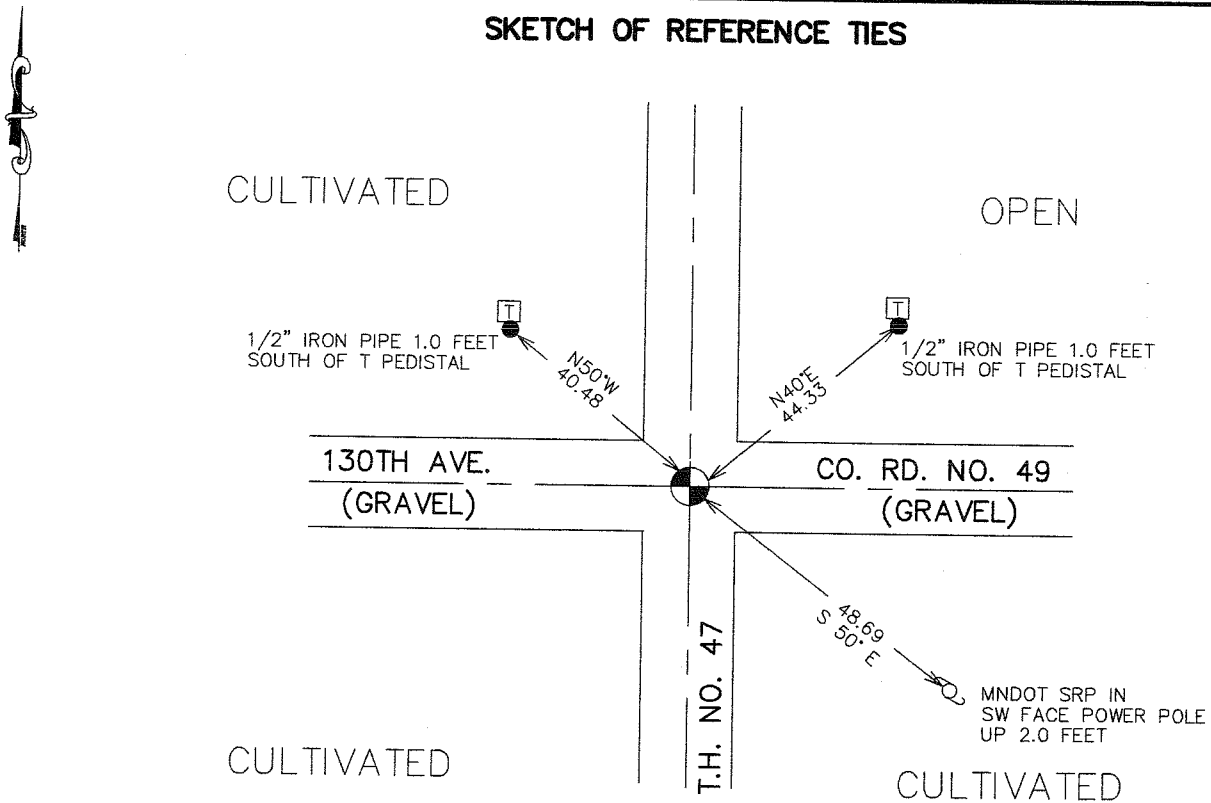 SKETCH OF REFERENCE TIES
CULTIVATED
OPEN
T
T
1/2" IRON PIPE 1.0 FEET
SOUTH OF T PEDISTAL
1/2" IRON PIPE 1.0 FEET
SOUTH OF T PEDISTAL
N50°W
40.48
N40°E
44.33
130TH AVE.
(GRAVEL)
CO. RD. NO. 49
(GRAVEL)
48.69
S 50° E
T.H. NO. 47
MNDOT SRP IN
SW FACE POWER POLE
UP 2.0 FEET
CULTIVATED
CULTIVATED